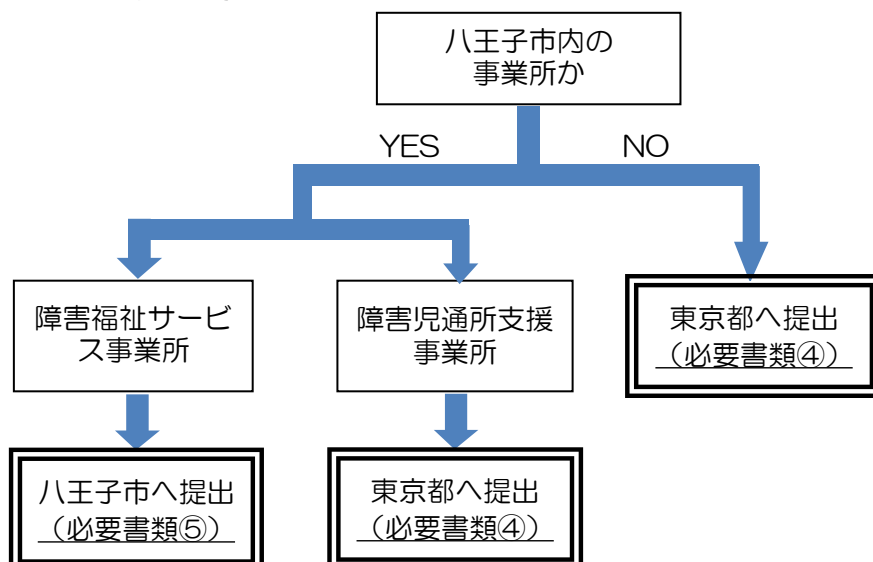 八王子市内の
事業所か
YES
NO
障害福祉サービ
ス事業所
障害児通所支援
事業所
東京都へ提出
（必要書類④）
八王子市へ提出
（必要書類⑤）
東京都へ提出
（必要書類④）